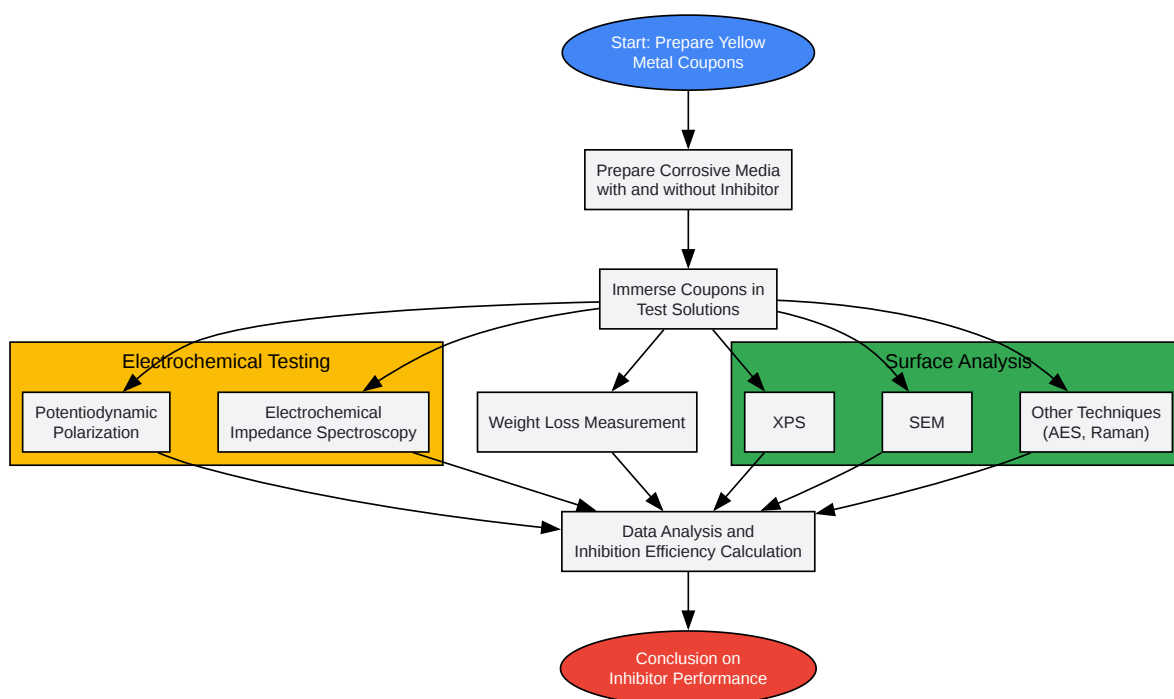 Start: Prepare Yellow
Metal Coupons
Prepare Corrosive Media
with and without Inhibitor
Immerse Coupons in
Test Solutions
Electrochemical Testing
Surface Analysis
Potentiodynamic
Polarization
Electrochemical
Impedance Spectroscopy
Weight Loss Measurement
XPS
SEM
Other Techniques
(AES, Raman)
Data Analysis and
Inhibition Efficiency Calculation
Conclusion on
Inhibitor Performance